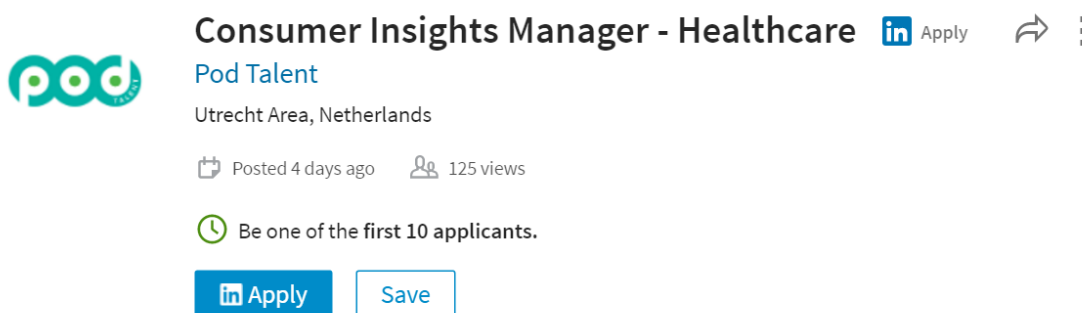 Consumer Insights Manager - Healthcare in Apply
pod
TALENT
Pod Talent
Utrecht Area, Netherlands
Posted 4 days ago 125 views
Be one of the first 10 applicants.
in Apply Save